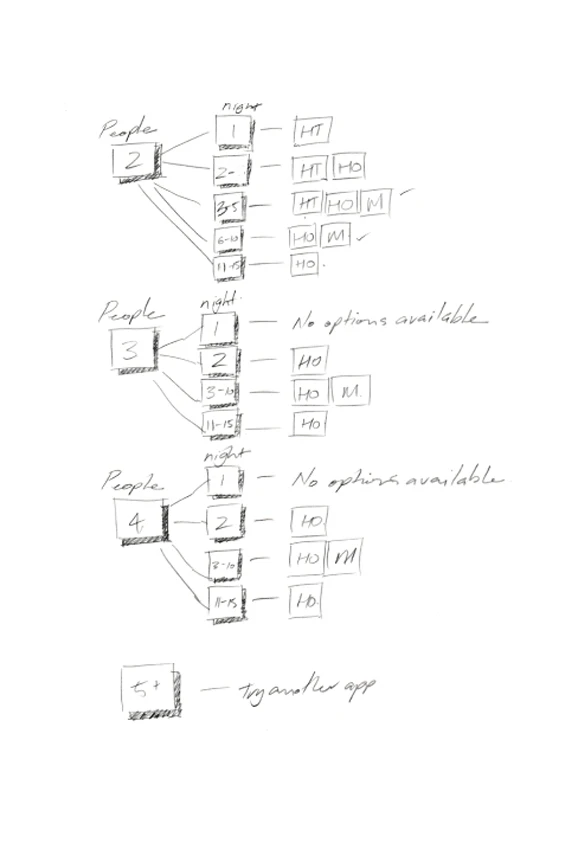 night
People
2
1 — HT
2- — HT HO
3-5 — HT HO M ✓
6-10 — HO M ✓
11-15 — HO.
night.
People
3
1 — No options available
2 HO
3-10 — HO M.
11-15 — HO
night
People
4
1 — No options available
2 — HO
3-10 — HO M
11-15 — HO.
5+ — try another app